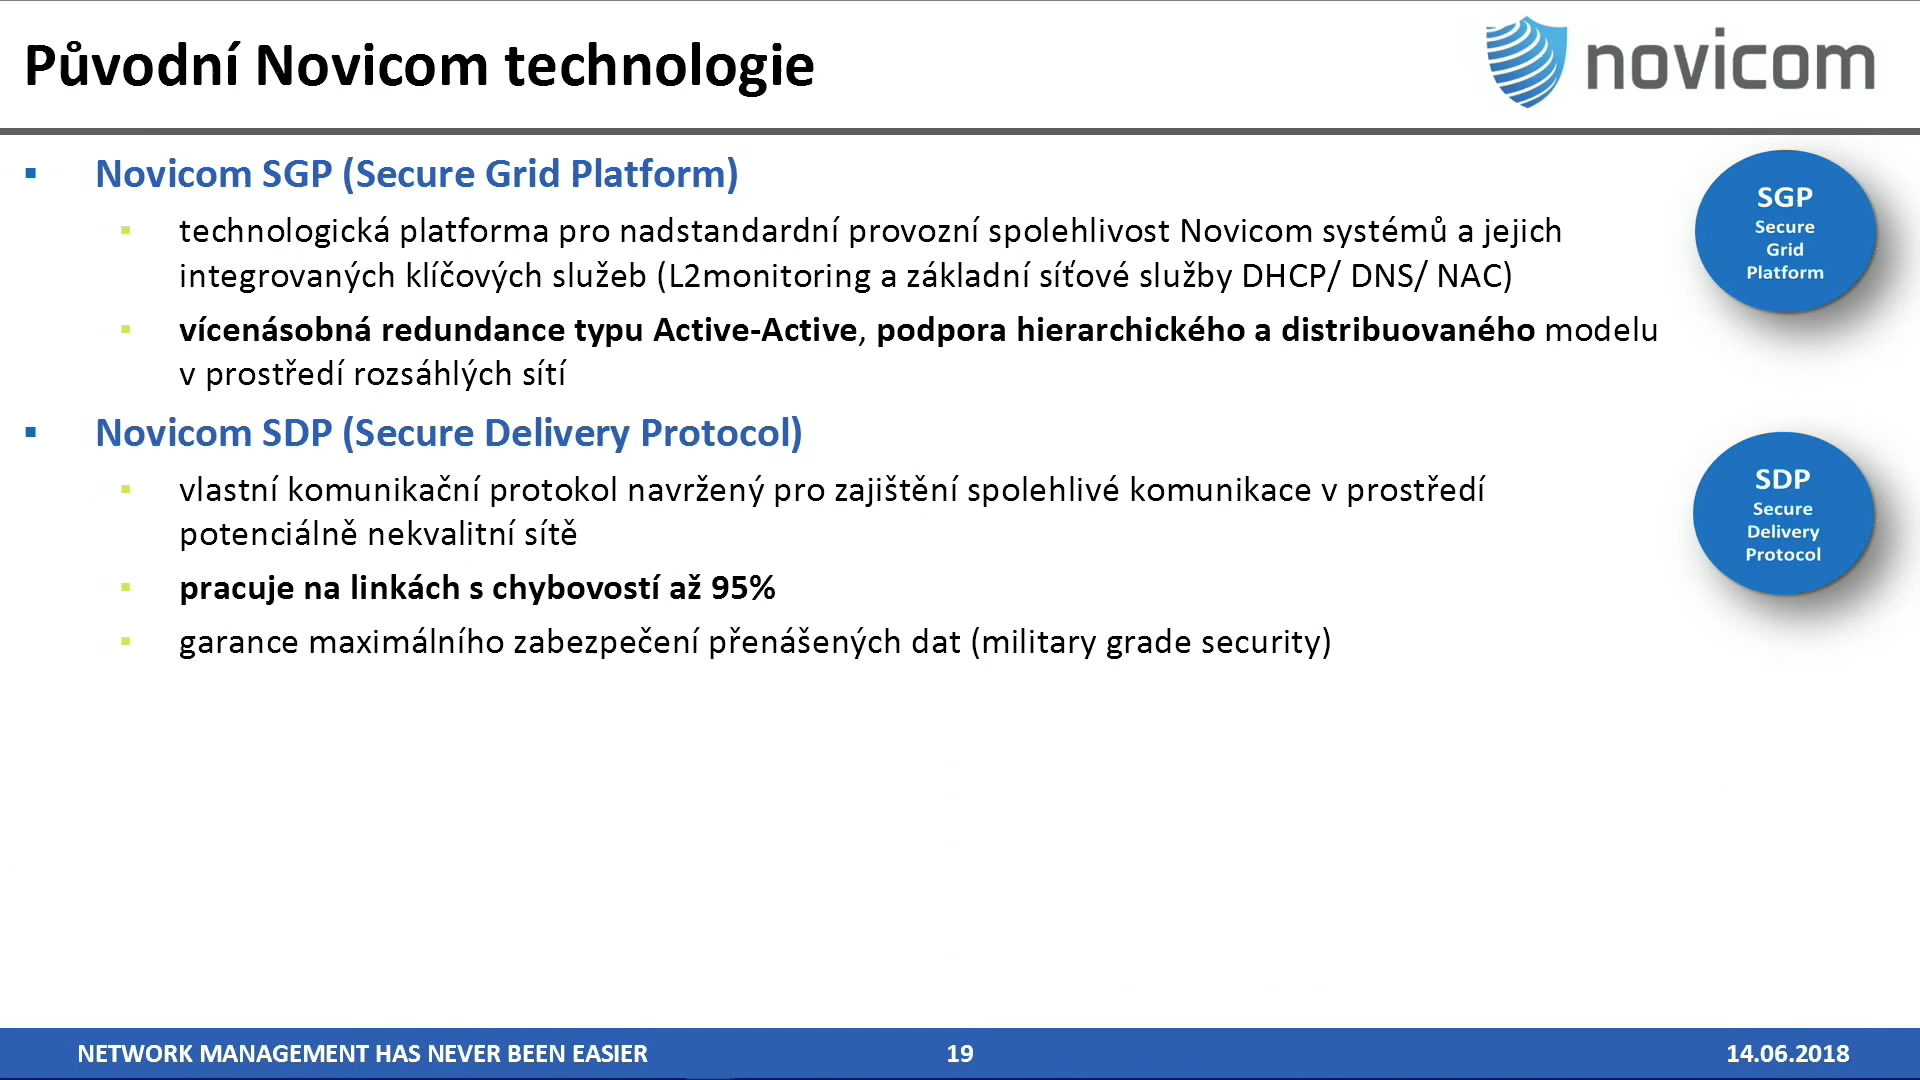 Původní Novicom technologie
novicom
▪ Novicom SGP (Secure Grid Platform)
▪ technologická platforma pro nadstandardní provozní spolehlivost Novicom systémů a jejich
integrovaných klíčových služeb (L2monitoring a základní síťové služby DHCP/ DNS/ NAC)
▪ vícenásobná redundance typu Active-Active, podpora hierarchického a distribuovaného modelu
v prostředí rozsáhlých sítí
SGP
Secure
Grid
Platform
▪ Novicom SDP (Secure Delivery Protocol)
▪ vlastní komunikační protokol navržený pro zajištění spolehlivé komunikace v prostředí
potenciálně nekvalitní sítě
▪ pracuje na linkách s chybovostí až 95%
▪ garance maximálního zabezpečení přenášených dat (military grade security)
SDP
Secure
Delivery
Protocol
NETWORK MANAGEMENT HAS NEVER BEEN EASIER
19
14.06.2018